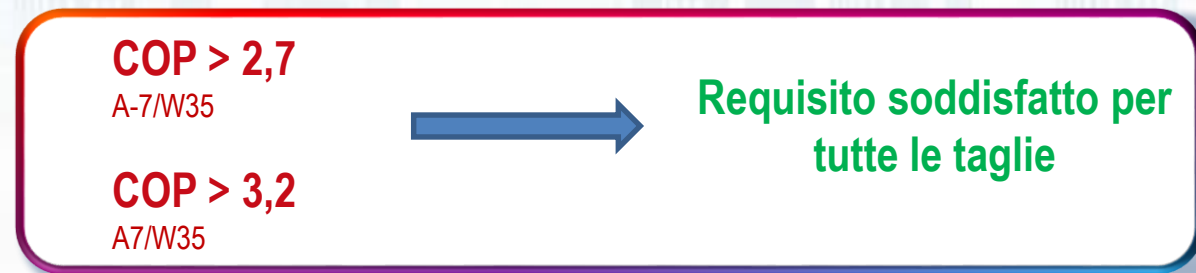 COP > 2,7
A-7/W35
COP > 3,2
A7/W35
Requisito soddisfatto per
tutte le taglie